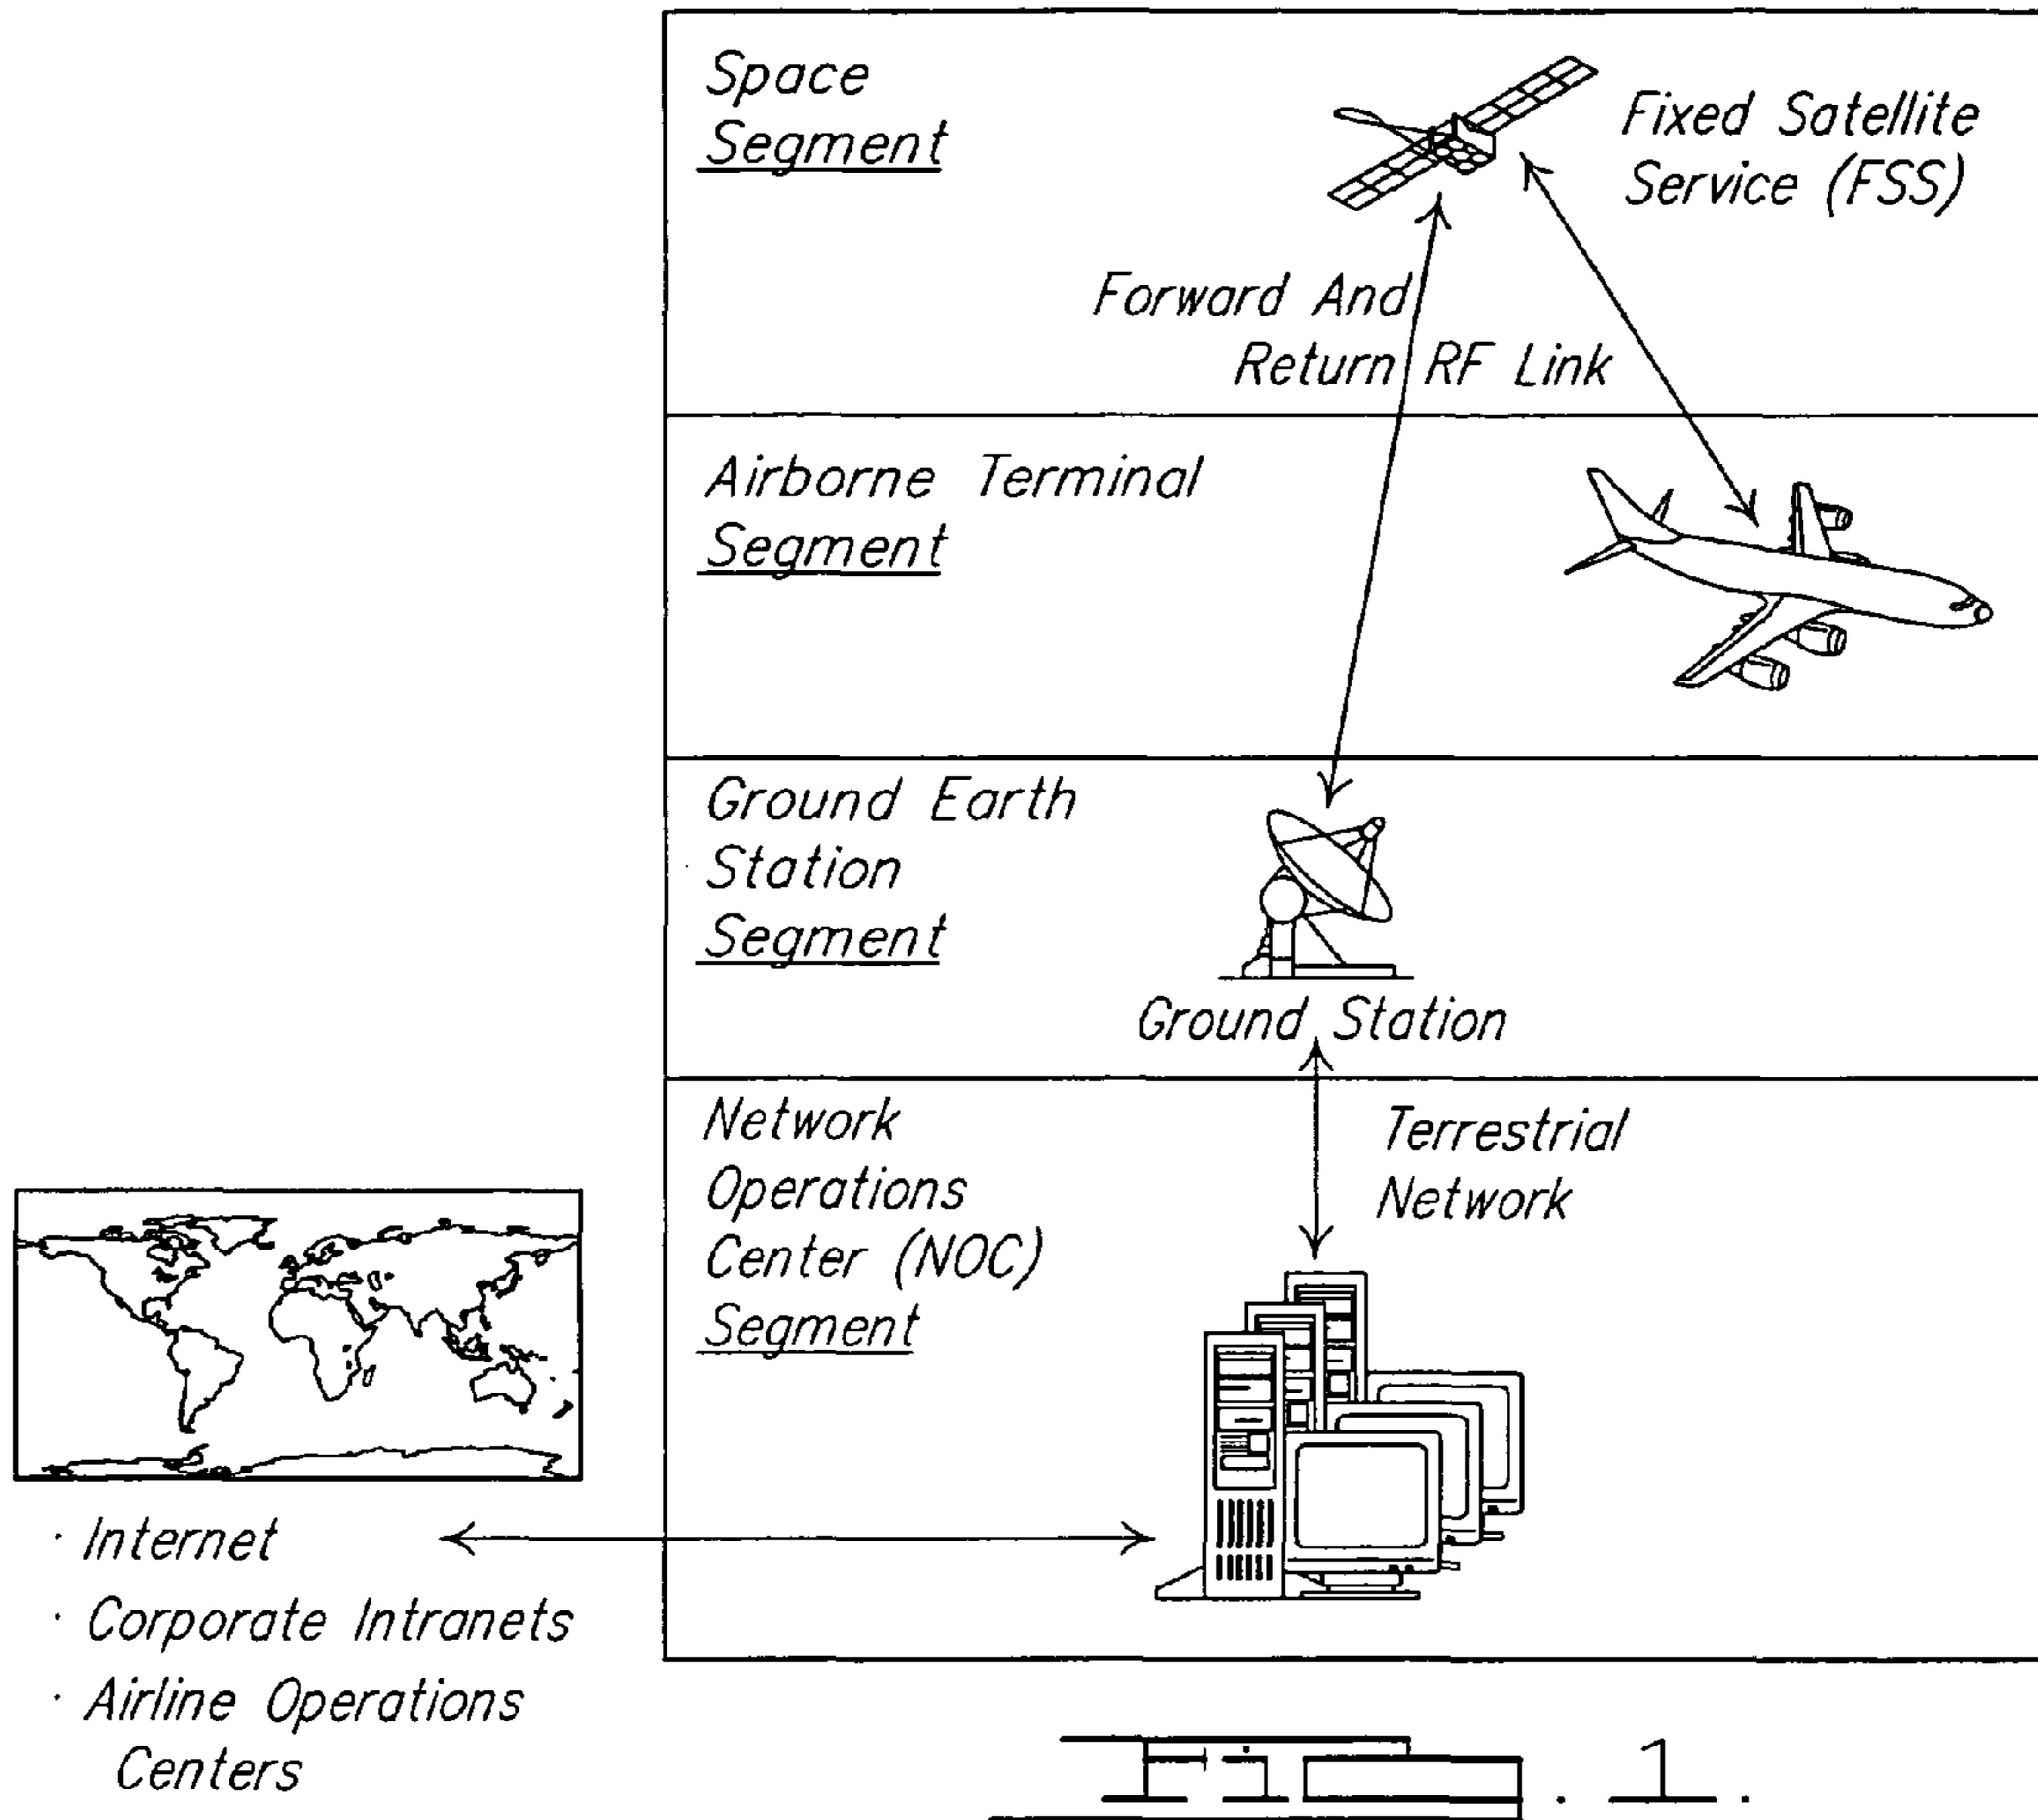 Space
Segment
Fixed Satellite
Service (FSS)
Forward And
Return RF Link
Airborne Terminal
Segment
Ground Earth
Station
Segment
Ground Station
Network
Operations
Center (NOC)
Segment
Terrestrial
Network
· Internet
· Corporate Intranets
· Airline Operations
Centers
. 1.